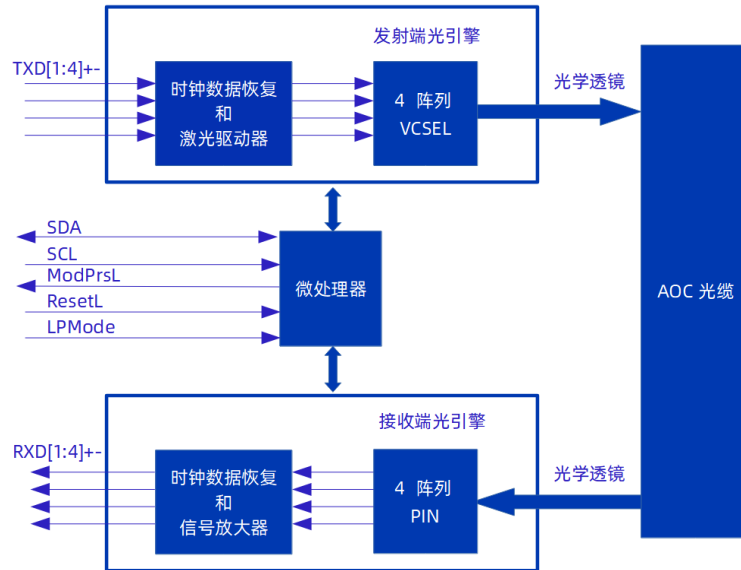 发射端光引擎
TXD[1:4]+-
时钟数据恢复
和
激光驱动器
4 阵列
VCSEL
光学透镜
SDA
SCL
ModPrsL
ResetL
LPMode
微处理器
AOC 光缆
接收端光引擎
RXD[1:4]+-
时钟数据恢复
和
信号放大器
4 阵列
PIN
光学透镜